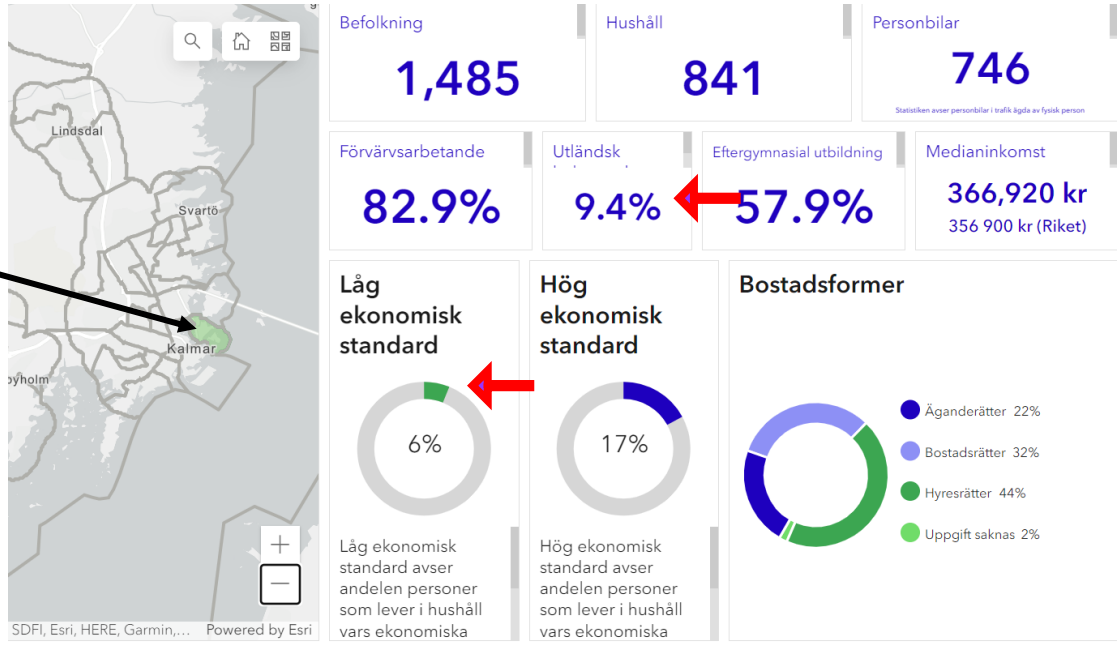 Lindsdal
Svartö
Kalmar
SDFI, Esri, HERE, Garmin,... Powered by Esri
Befolkning
1,485
Hushåll
841
Personbilar
746
Statistiken avser personbilar i trafik ägda av fysisk person
Förvärvsarbetande
82.9%
Utländsk
9.4%
Eftergymnasial utbildning
57.9%
Medianinkomst
366,920 kr
356 900 kr (Riket)
Låg
ekonomisk
standard
6%
Låg ekonomisk
standard avser
andelen personer
som lever i hushåll
vars ekonomiska
Hög
ekonomisk
standard
17%
Hög ekonomisk
standard avser
andelen personer
som lever i hushåll
vars ekonomiska
Bostadsformer
Äganderätter 22%
Bostadsrätter 32%
Hyresrätter 44%
Uppgift saknas 2%